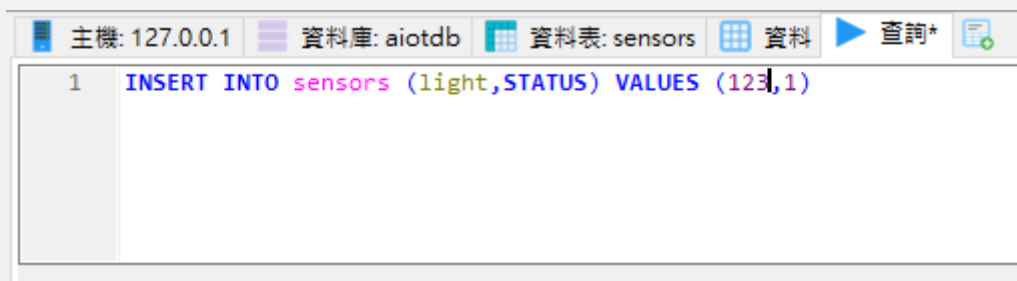 主機: 127.0.0.1 資料庫: aiotdb 資料表: sensors 資料 查詢*
1 INSERT INTO sensors (light,STATUS) VALUES (123,1)